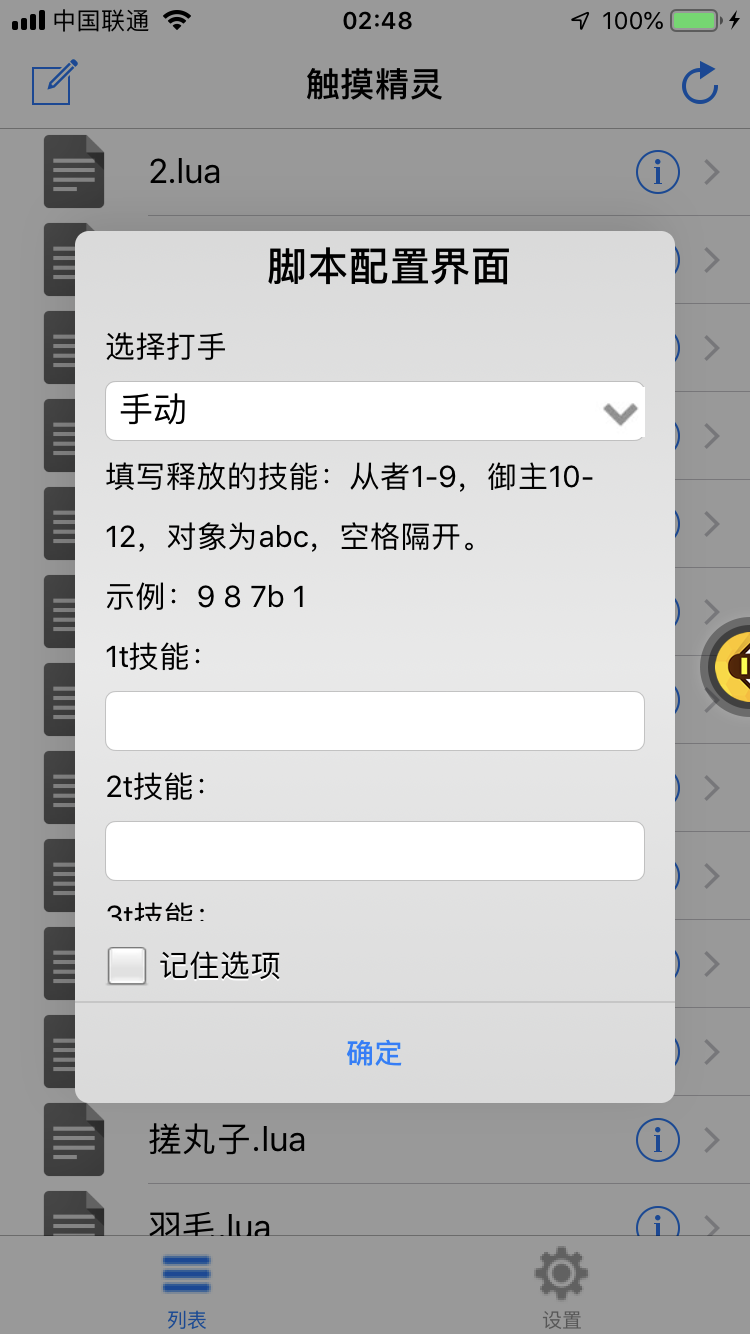 中国联通
02:48
100%
触摸精灵
2.lua
脚本配置界面
选择打手
手动
填写释放的技能：从者1-9，御主10-
12，对象为abc，空格隔开。
示例：9 8 7b 1
1t技能：
2t技能：
3t技能：
记住选项
确定
搓丸子.lua
羽毛.lua
列表
设置